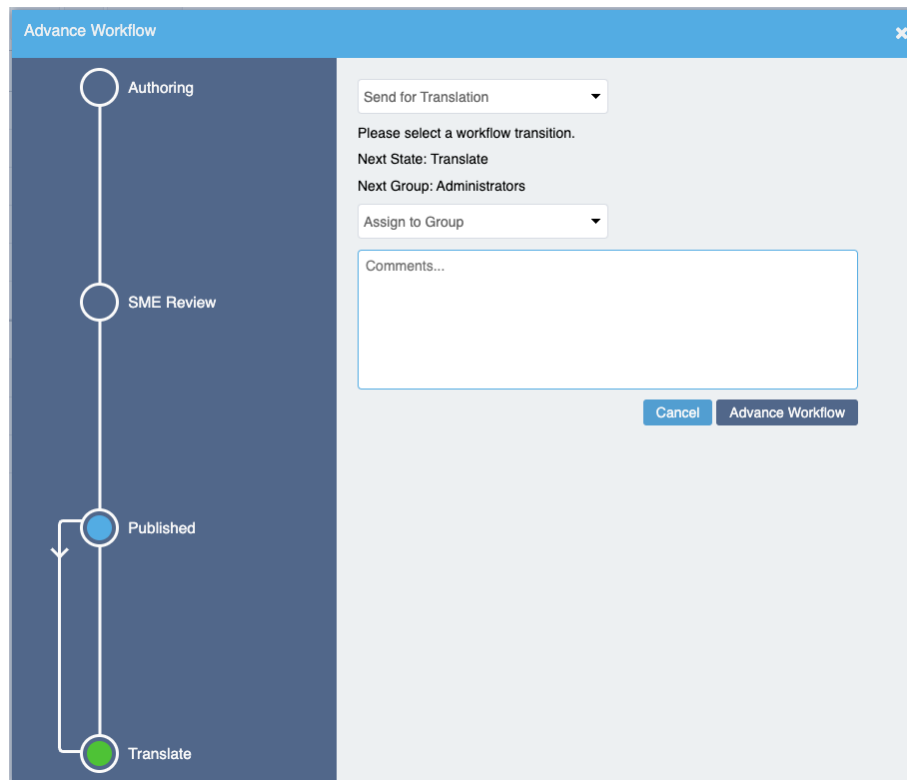 Advance Workflow
Authoring
SME Review
Published
Translate
Send for Translation
Please select a workflow transition.
Next State: Translate
Next Group: Administrators
Assign to Group
Comments...
Cancel
Advance Workflow